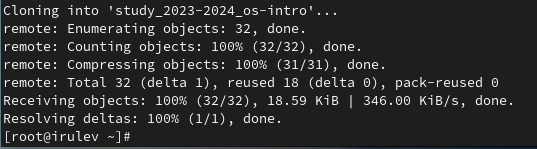 Cloning into 'study_2023-2024_os-intro'...
remote: Enumerating objects: 32, done.
remote: Counting objects: 100% (32/32), done.
remote: Compressing objects: 100% (31/31), done.
remote: Total 32 (delta 1), reused 18 (delta 0), pack-reused 0
Receiving objects: 100% (32/32), 18.59 KiB | 346.00 KiB/s, done.
Resolving deltas: 100% (1/1), done.
[root@irulev ~]#